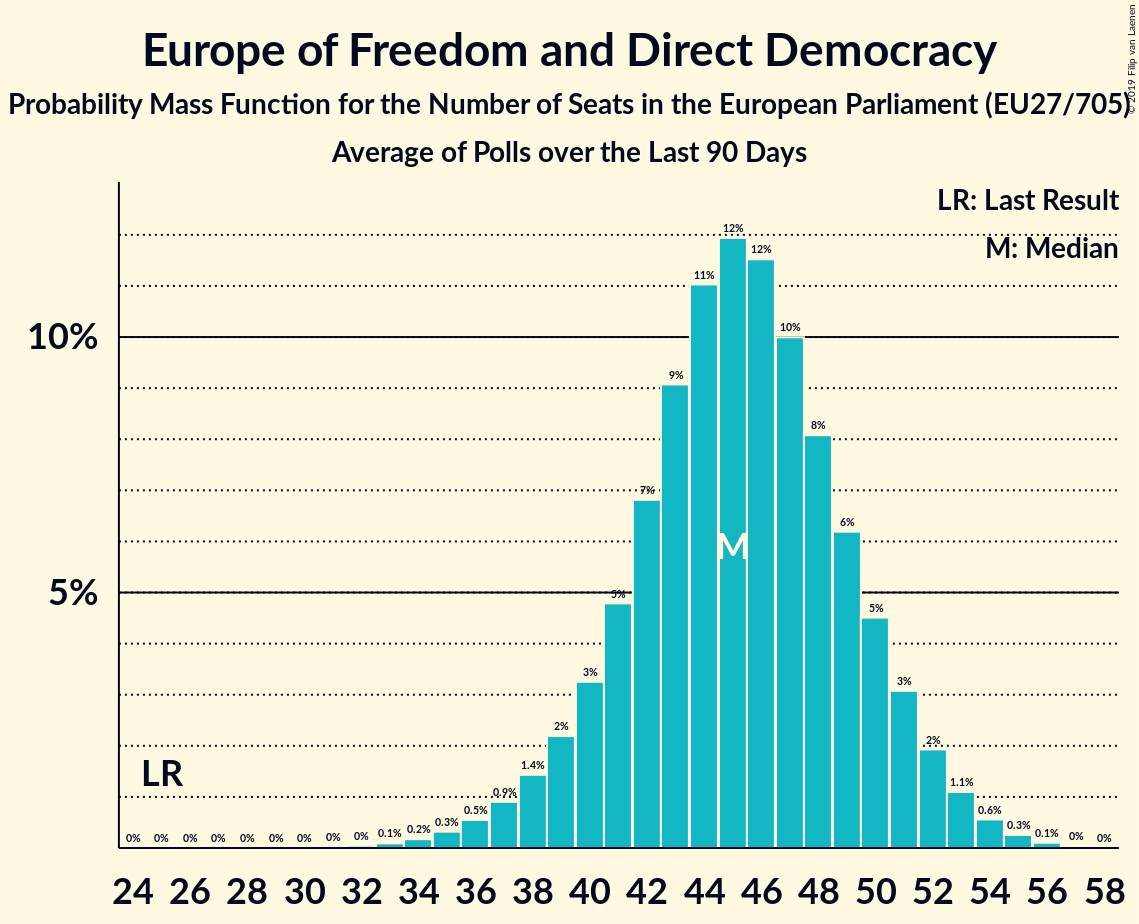 Europe of Freedom and Direct Democracy
Probability Mass Function for the Number of Seats in the European Parliament (EU27/705)
Average of Polls over the Last 90 Days
© 2019 Filip van Laenen
LR: Last Result
M: Median
10%
5%
LR
M
0% 0% 0% 0% 0% 0% 0% 0% 0% 0.1% 0.2% 0.3% 0.5% 0.9% 1.4% 2% 3% 5% 7% 9% 11% 12% 12% 10% 8% 6% 5% 3% 2% 1.1% 0.6% 0.3% 0.1% 0% 0%
24 26 28 30 32 34 36 38 40 42 44 46 48 50 52 54 56 58